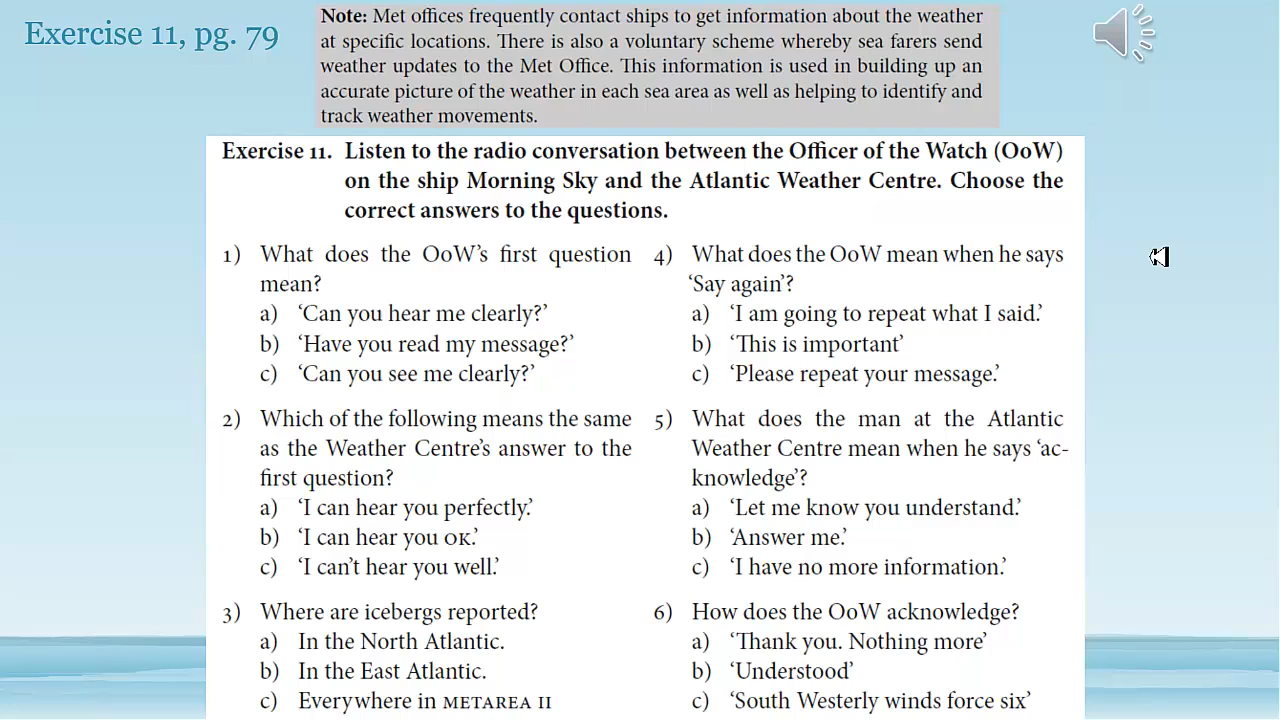 Exercise 11, pg. 79
Note: Met offices frequently contact ships to get information about the weather
at specific locations. There is also a voluntary scheme whereby sea farers send
weather updates to the Met Office. This information is used in building up an
accurate picture of the weather in each sea area as well as helping to identify and
track weather movements.
Exercise 11. Listen to the radio conversation between the Officer of the Watch (OoW)
on the ship Morning Sky and the Atlantic Weather Centre. Choose the
correct answers to the questions.
1) What does the OoW's first question
mean?
a) ‘Can you hear me clearly?’
b) ‘Have you read my message?’
c) ‘Can you see me clearly?’
2) Which of the following means the same
as the Weather Centre's answer to the
first question?
a) ‘I can hear you perfectly.’
b) ‘I can hear you OK.’
c) ‘I can't hear you well.’
3) Where are icebergs reported?
a) In the North Atlantic.
b) In the East Atlantic.
c) Everywhere in METAREA II
4) What does the OoW mean when he says
‘Say again’?
a) ‘I am going to repeat what I said.’
b) ‘This is important’
c) ‘Please repeat your message.’
5) What does the man at the Atlantic
Weather Centre mean when he says ‘ac-
knowledge’?
a) ‘Let me know you understand.’
b) ‘Answer me.’
c) ‘I have no more information.’
6) How does the OoW acknowledge?
a) ‘Thank you. Nothing more’
b) ‘Understood’
c) ‘South Westerly winds force six’